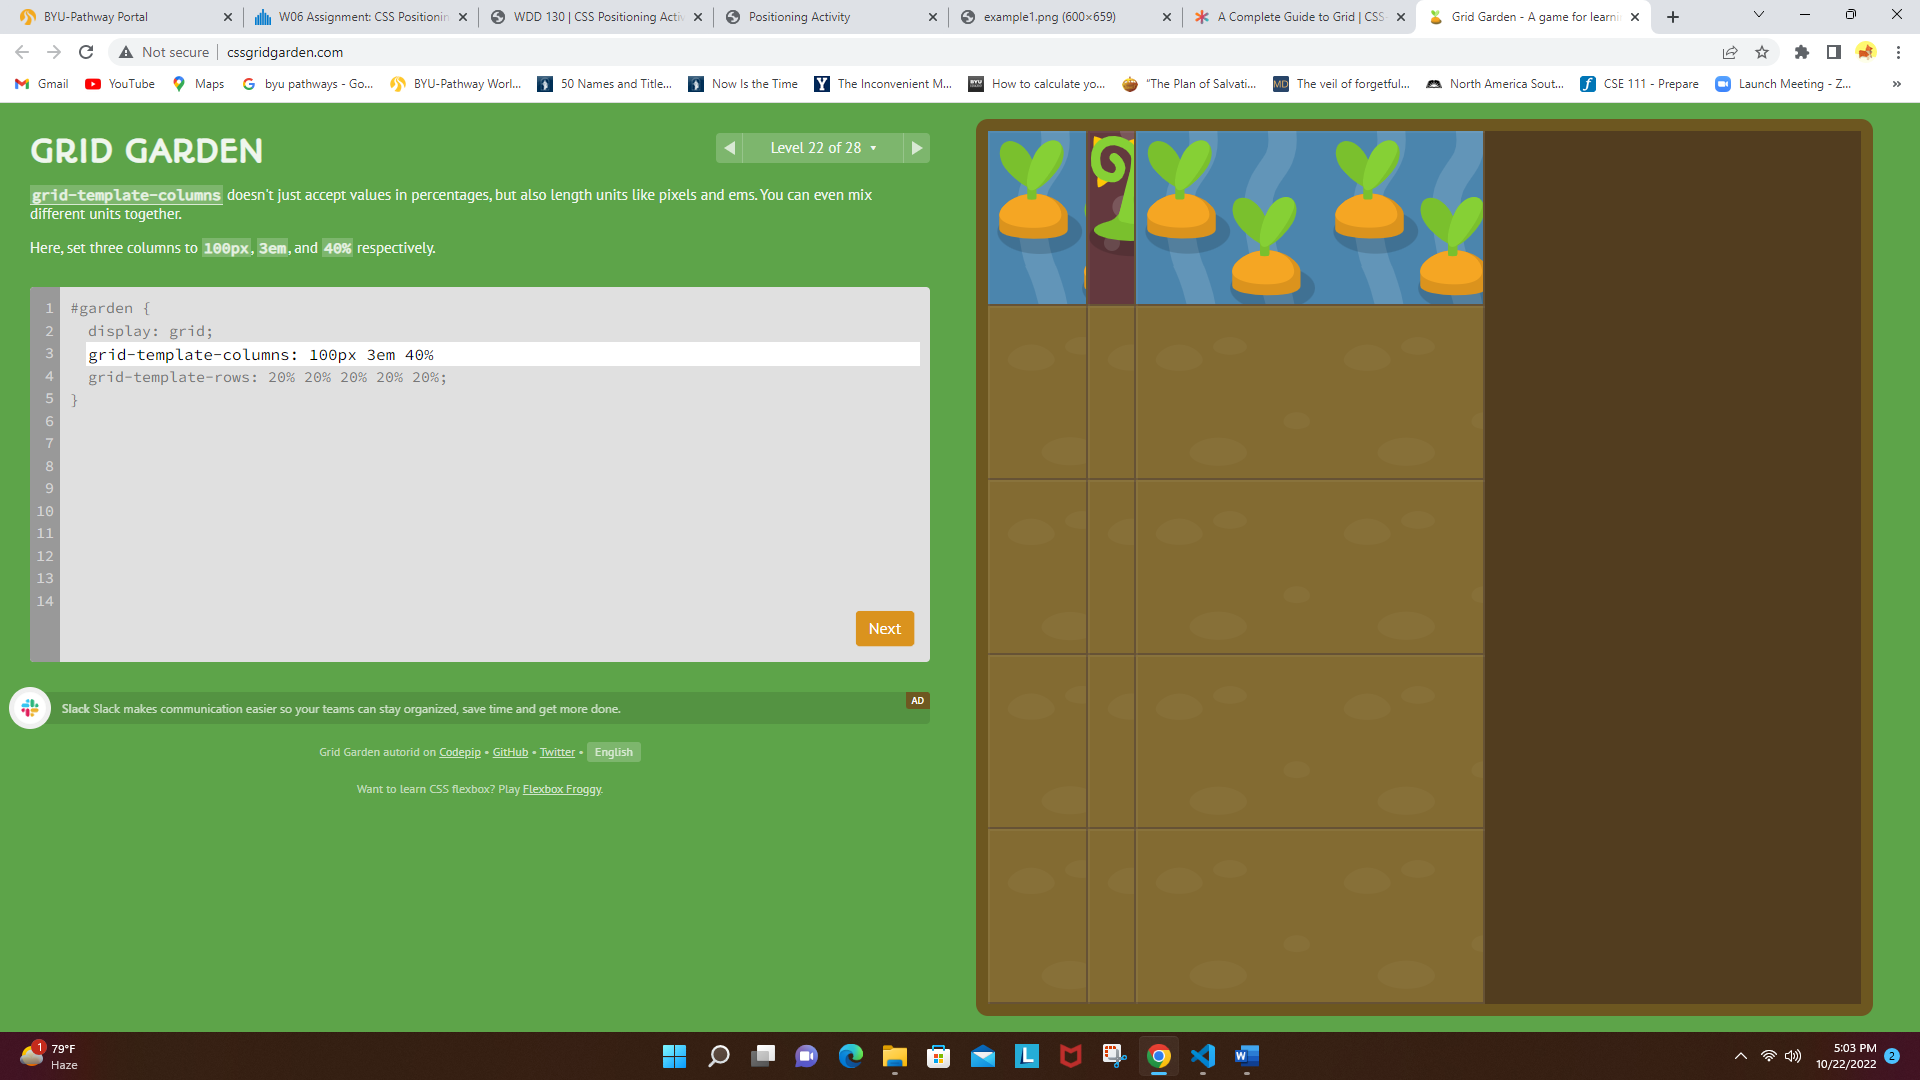 BYU-Pathway Portal
W06 Assignment: CSS Positionin
WDD 130 | CSS Positioning Activ
Positioning Activity
example1.png (600×659)
A Complete Guide to Grid | CSS-
Grid Garden - A game for learnin
Not secure
cssgridgarden.com
Gmail
YouTube
Maps
byu pathways - Go...
BYU-Pathway Worl...
50 Names and Title...
Now Is the Time
The Inconvenient M...
How to calculate yo...
"The Plan of Salvati...
The veil of forgetful...
North America Sout...
CSE 111 - Prepare
Launch Meeting - Z...
»
GRID GARDEN
Level 22 of 28
grid-template-columns doesn't just accept values in percentages, but also length units like pixels and ems. You can even mix
different units together.
Here, set three columns to 100px, 3em, and 40% respectively.
1 #garden {
2 display: grid;
3 grid-template-columns: 100px 3em 40%
4 grid-template-rows: 20% 20% 20% 20% 20%;
5 }
6
7
8
9
10
11
12
13
14
Next
Slack Slack makes communication easier so your teams can stay organized, save time and get more done.
AD
Grid Garden autorid on Codepip • GitHub • Twitter • English
Want to learn CSS flexbox? Play Flexbox Froggy.
1
79°F
Haze
5:03 PM
10/22/2022
2